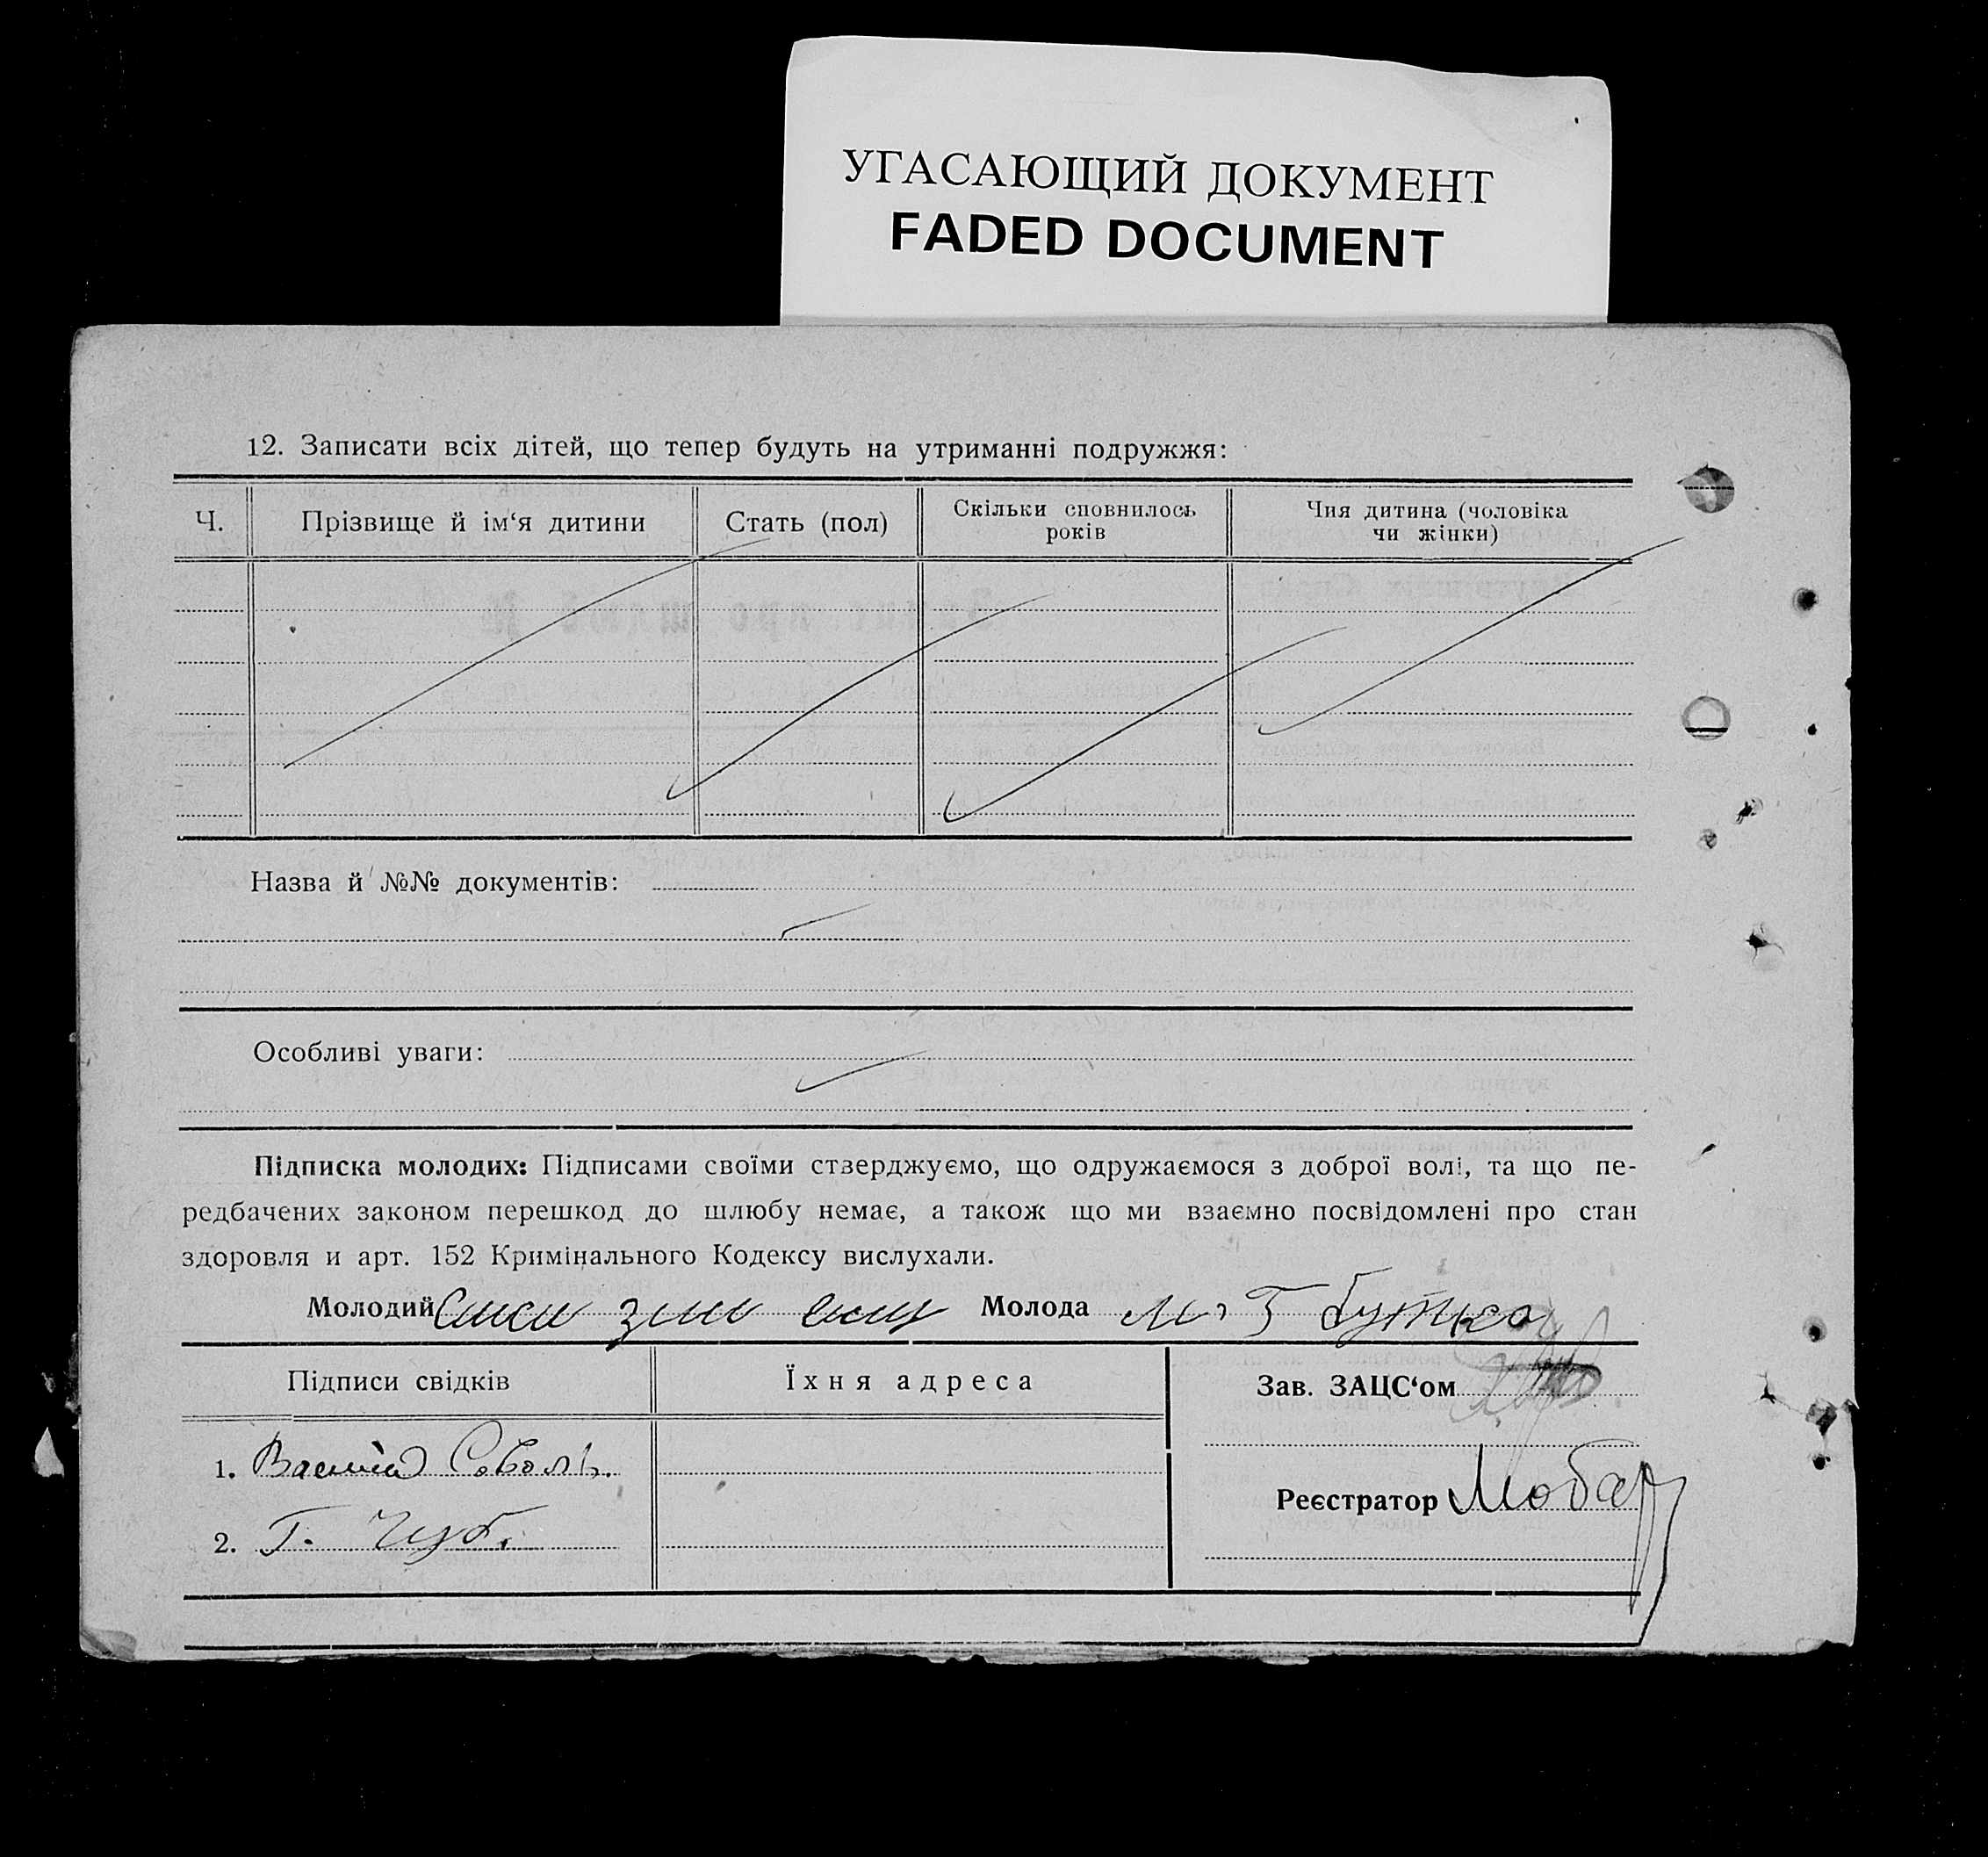 УГАСАЮЩИЙ ДОКУМЕНТ
FADED DOCUMENT
12. Записати всіх дітей, що тепер будуть на утриманні подружжя:
Ч. Прізвище й ім‘я дитини Стать (пол) Скільки сповнилось років Чия дитина (чоловіка чи жінки)
Назва й №№ документів:
Особливі уваги:
Підписка молодих: Підписами своїми стверджуємо, що одружаємося з доброї волі, та що пе-
редбачених законом перешкод до шлюбу немає, а також що ми взаємно посвідомлені про стан
здоровля и арт. 152 Кримінального Кодексу вислухали.
Молодий Молода
Підписи свідків Їхня адреса Зав. ЗАЦС‘ом
1. Соболь.
Реєстратор
2. Г. Чуб.